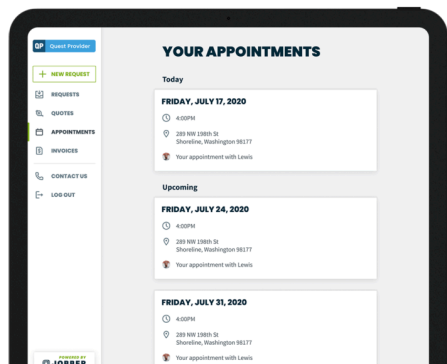 QP Quest Provider
NEW REQUEST
REQUESTS
QUOTES
APPOINTMENTS
INVOICES
CONTACT US
LOG OUT
POWERED BY
JOBBER
YOUR APPOINTMENTS
Today
FRIDAY, JULY 17, 2020
4:00PM
289 NW 198th St
Shoreline, Washington 98177
Your appointment with Lewis
Upcoming
FRIDAY, JULY 24, 2020
4:00PM
289 NW 198th St
Shoreline, Washington 98177
Your appointment with Lewis
FRIDAY, JULY 31, 2020
4:00PM
289 NW 198th St
Shoreline, Washington 98177
Your appointment with Lewis